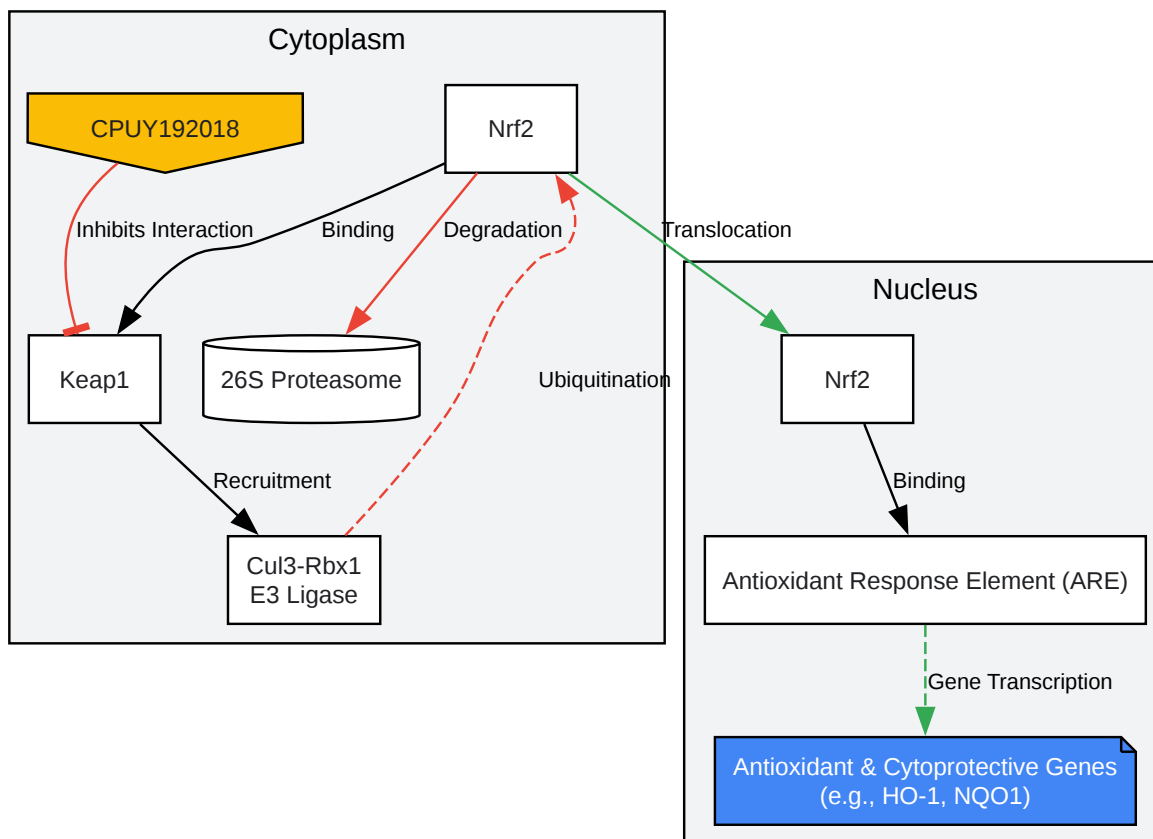 Cytoplasm
CPUY192018
Nrf2
Inhibits Interaction
Binding
Degradation
Translocation
Nucleus
Keap1
26S Proteasome
Ubiquitination
Nrf2
Recruitment
Binding
Cul3-Rbx1
E3 Ligase
Antioxidant Response Element (ARE)
Gene Transcription
Antioxidant & Cytoprotective Genes
(e.g., HO-1, NQO1)